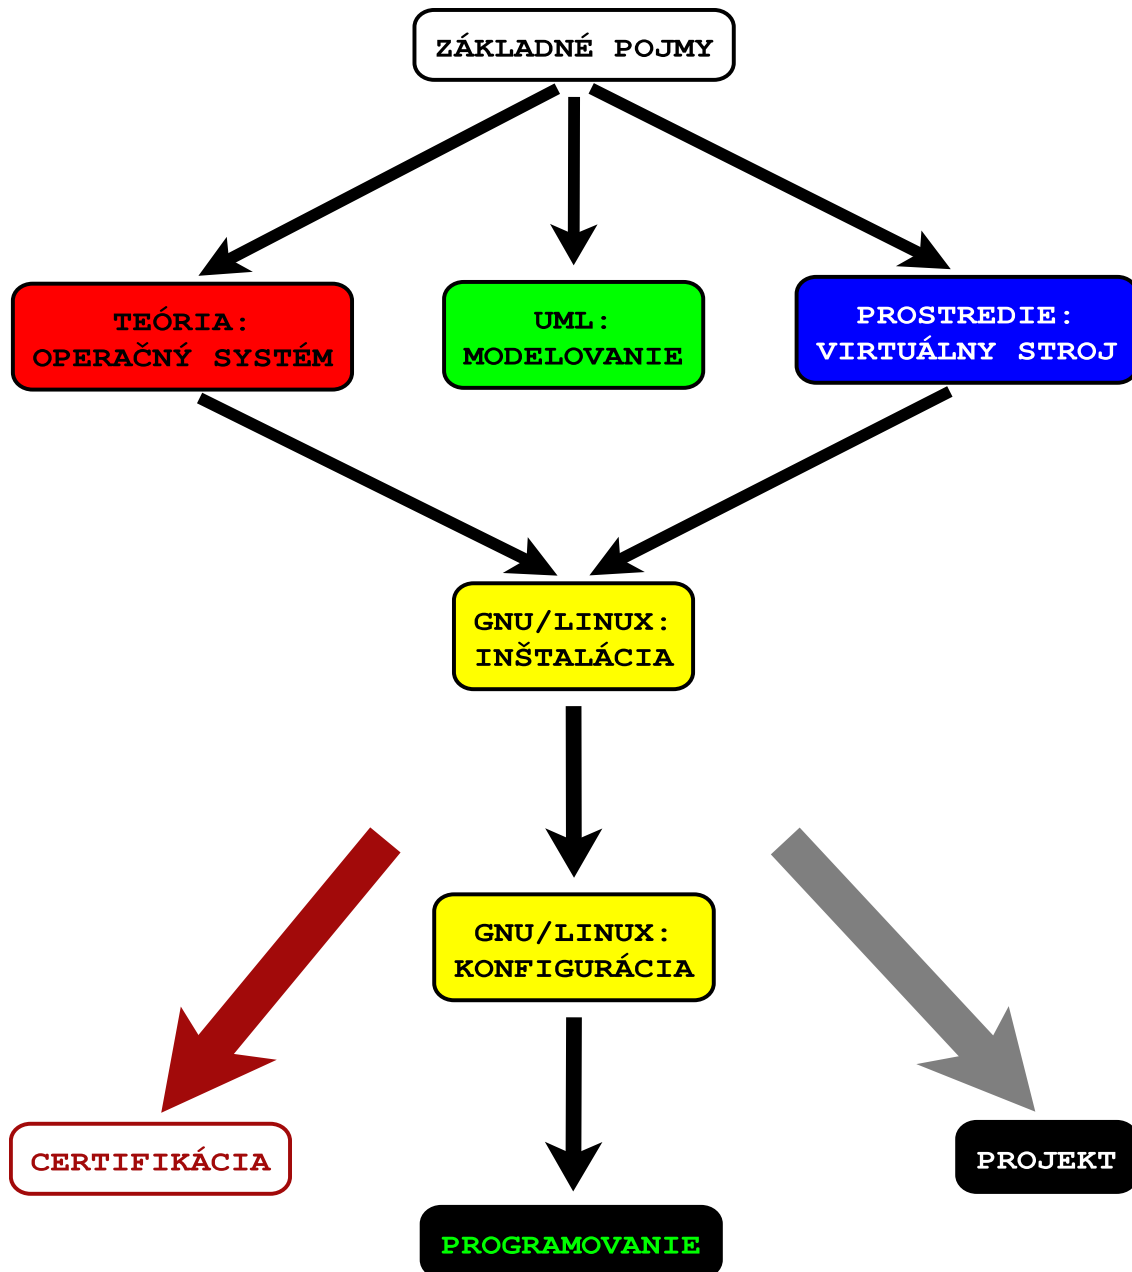 ZÁKLADNÉ POJMY
TEÓRIA:
OPERAČNÝ SYSTÉM
UML:
MODELOVANIE
PROSTREDIE:
VIRTUÁLNY STROJ
GNU/LINUX:
INŠTALÁCIA
GNU/LINUX:
KONFIGURÁCIA
CERTIFIKÁCIA
PROJEKT
PROGRAMOVANIE